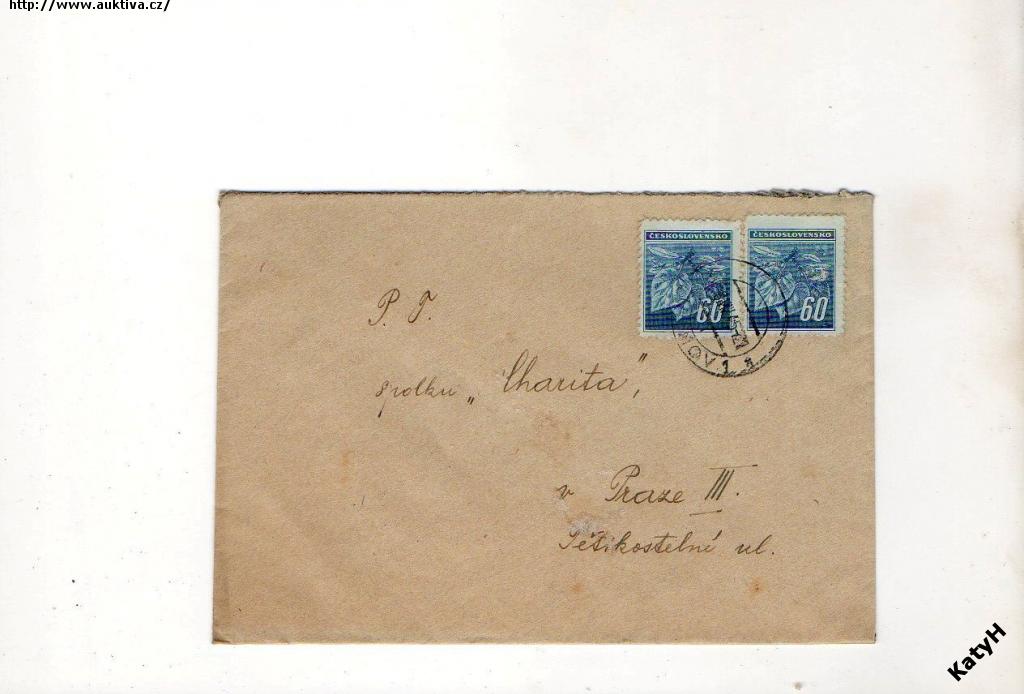 http://www.auktiva.cz/
ČESKOSLOVENSKO
60
ČESKOSLOVENSKO
60
P. T.
spolku „Charita",
v Praze III.
Pětikostelní ul.
KatyH